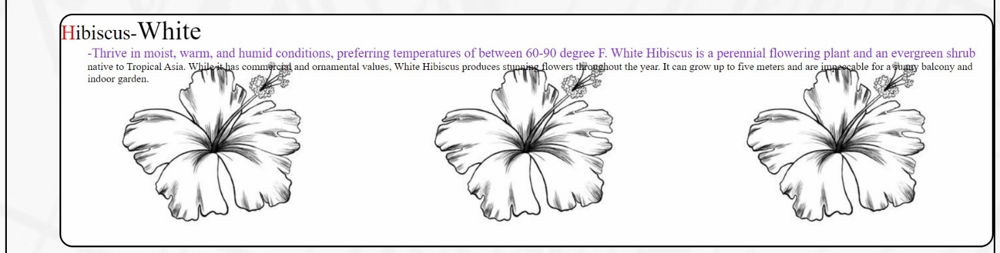 Hibiscus-White
-Thrive in moist, warm, and humid conditions, preferring temperatures of between 60-90 degree F. White Hibiscus is a perennial flowering plant and an evergreen shrub
native to Tropical Asia. While it has commercial and ornamental values, White Hibiscus produces stunning flowers throughout the year. It can grow up to five meters and are impeccable for a sunny balcony and
indoor garden.